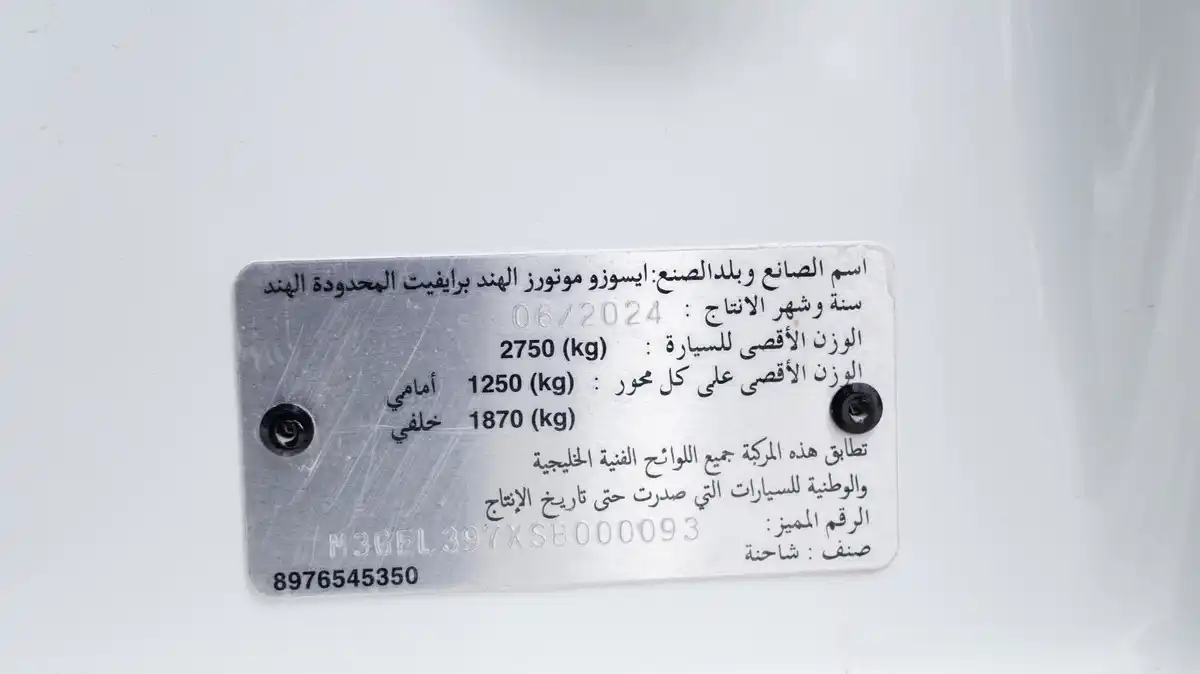 اسم الصانع وبلدالصنع: ايسوزو موتورز الهند برايفيت المحدودة الهند
سنة وشهر الانتاج : 06/2024
الوزن الأقصى للسيارة : 2750 (kg)
الوزن الأقصى على كل محور : 1250 (kg) أمامي
1870 (kg) خلفي
تطابق هذه المركبة جميع اللوائح الفنية الخليجية
والوطنية للسيارات التي صدرت حتى تاريخ الإنتاج
الرقم المميز:
صنف : شاحنة
8976545350